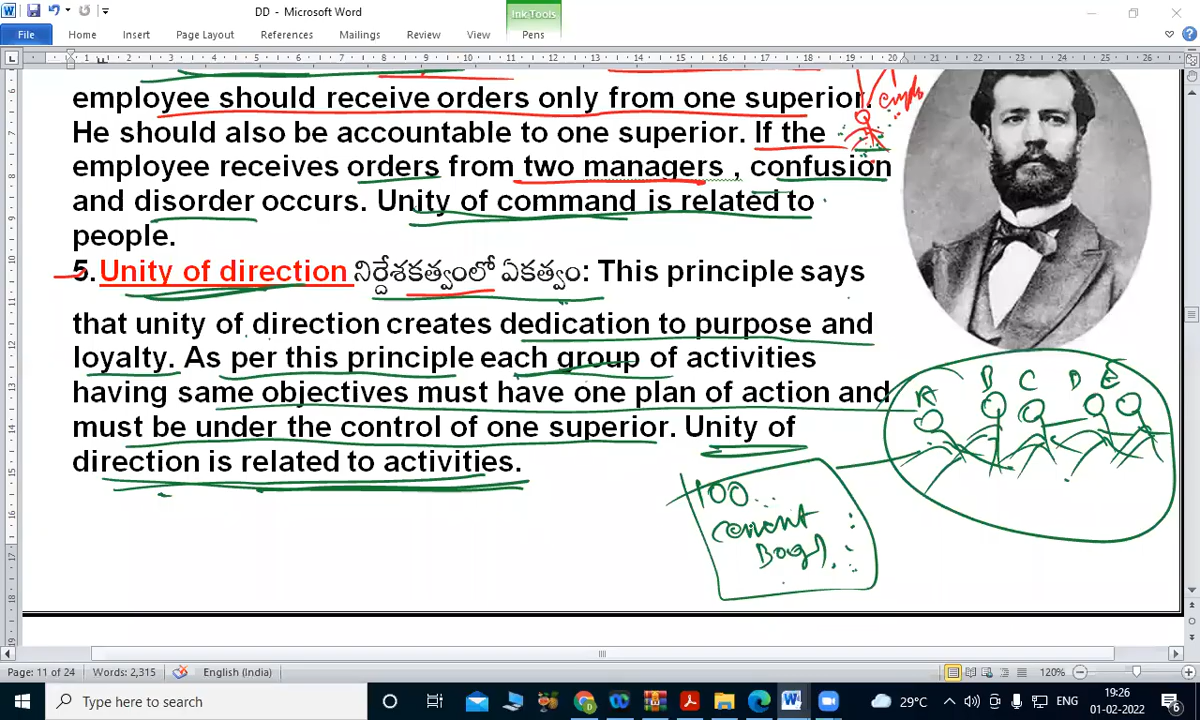 DD - Microsoft Word
Ink Tools
File
Home
Insert
Page Layout
References
Mailings
Review
View
Pens
employee should receive orders only from one superior.
He should also be accountable to one superior. If the
employee receives orders from two managers , confusion
and disorder occurs. Unity of command is related to
people.
5. Unity of direction నిర్దేశకత్వంలో ఏకత్వం: This principle says
that unity of direction creates dedication to purpose and
loyalty. As per this principle each group of activities
having same objectives must have one plan of action and
must be under the control of one superior. Unity of
direction is related to activities.
A B C D E
100
cement
Bags
Page: 11 of 24
Words: 2,315
English (India)
120%
Type here to search
29°C
ENG
19:26
01-02-2022
6